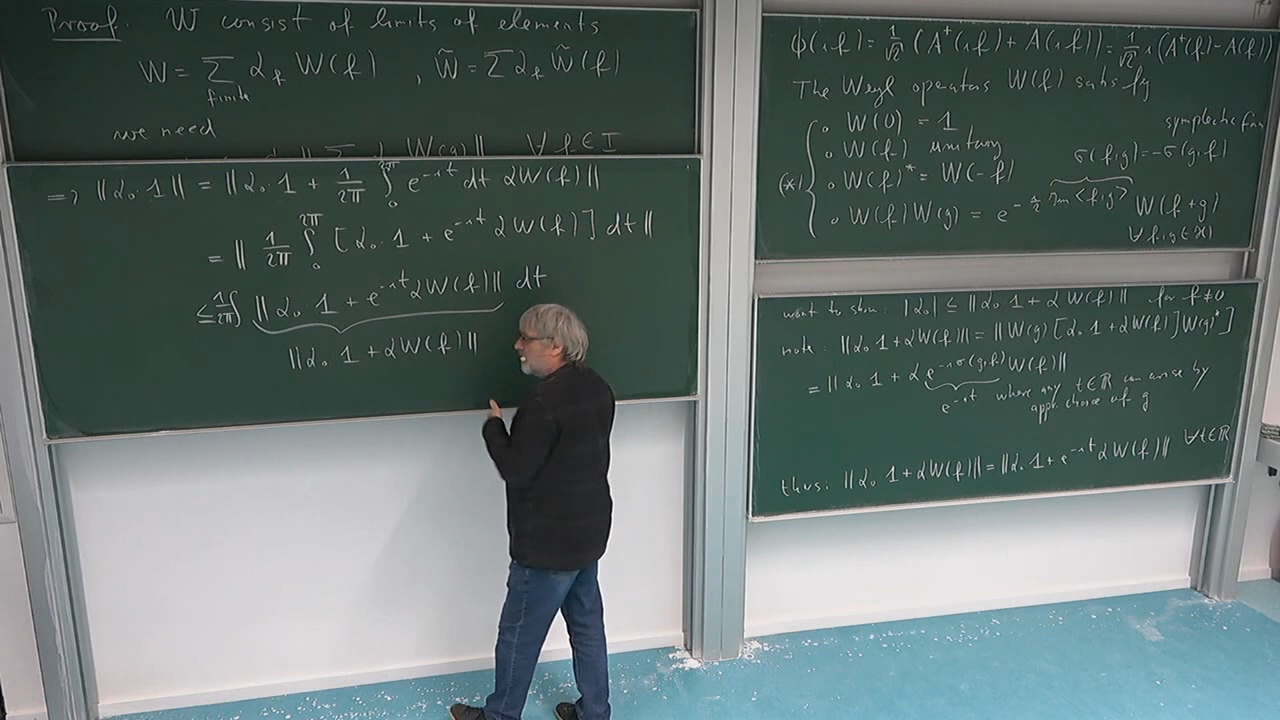 Proof. W consist of limits of elements
W = ∑_{finite} α_f W(f) , W̃ = ∑ α_f W̃(f)
we need
W(g)|| ∀ f ∈ I
=> ||α₀ 1|| = ||α₀ 1 + 1/2π ∫₀^{2π} e^{-it} dt αW(f)||
= || 1/2π ∫₀^{2π} [α₀ 1 + e^{-it} αW(f)] dt ||
≤ 1/2π ∫ ||α₀ 1 + e^{-it} αW(f)|| dt
||α₀ 1 + αW(f)||
φ(if) = 1/√2 (A⁺(if) + A(if)) = 1/√2 i (A⁺(f) - A(f))
The Weyl operators W(f) satisfy
∘ W(0) = 1
symplectic
∘ W(f) unitary
σ(f,g) = -σ(g,f)
(*) ∘ W(f)* = W(-f)
∘ W(f) W(g) = e^{-i/2 Im<f,g>} W(f+g)
∀ f,g ∈
want to show: |α₀| ≤ ||α₀ 1 + α W(f)|| for f ≠ 0
note: ||α₀ 1 + αW(f)|| = ||W(g) [α₀ 1 + αW(f)] W(g)*||
= ||α₀ 1 + α e^{-iσ(g,f)} W(f)||
e^{-it} where any t∈ℝ can arise by
appr. choice of g
thus: ||α₀ 1 + αW(f)|| = ||α₀ 1 + e^{-it} αW(f)|| ∀t∈ℝ